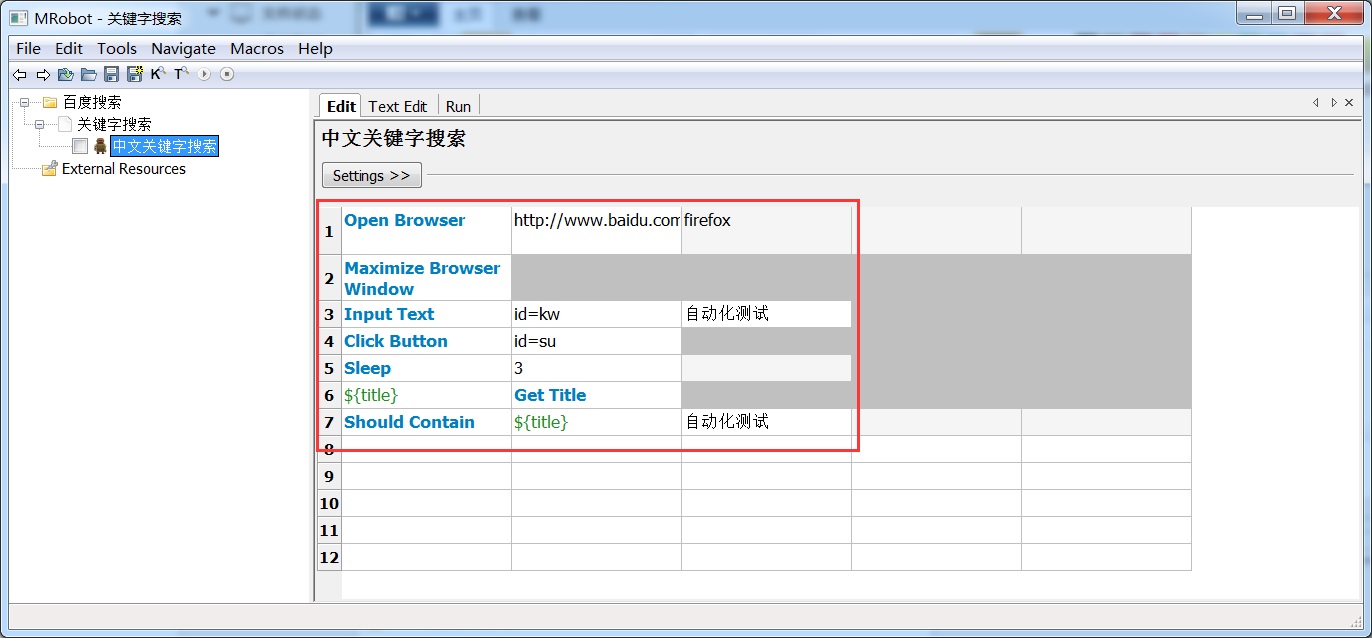 MRobot - 关键字搜索
File Edit Tools Navigate Macros Help
K T
百度搜索
关键字搜索
中文关键字搜索
External Resources
Edit Text Edit Run
中文关键字搜索
Settings >>
1 Open Browser http://www.baidu.com firefox
2 Maximize Browser
Window
3 Input Text id=kw 自动化测试
4 Click Button id=su
5 Sleep 3
6 ${title} Get Title
7 Should Contain ${title} 自动化测试
8
9
10
11
12